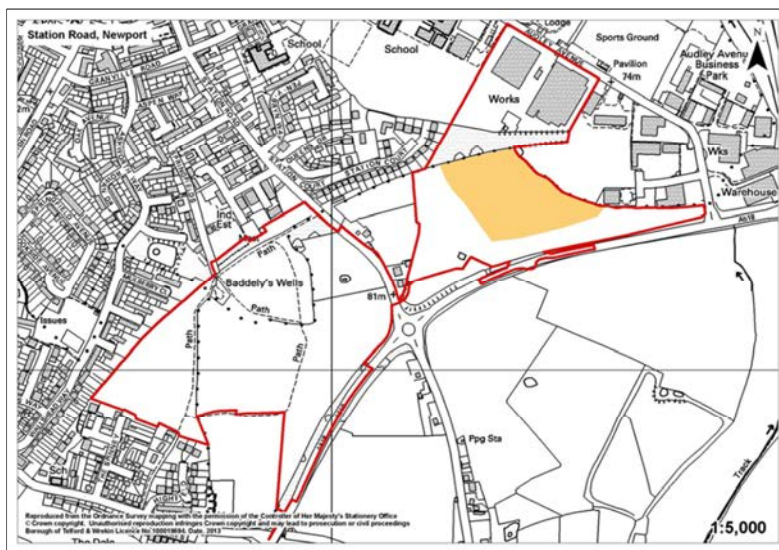 Station Road, Newport
School
School
Lodge
Sports Ground
Audley Avenu
Business
Park
N
Pavilion
74m
Works
Wks
Warehouse
A518
STATION COURT
Ind
Est
Path
Baddely's Wells
Path
Path
Path
81m
Issues
Ppg Sta
Sch
Track
The Dale
Reproduced from the Ordnance Survey mapping with the permission of the Controller of Her Majesty's Stationery Office
© Crown copyright. Unauthorised reproduction infringes Crown copyright and may lead to prosecution or civil proceedings
Borough of Telford & Wrekin Licence No 100019694. Date. 2013
1:5,000